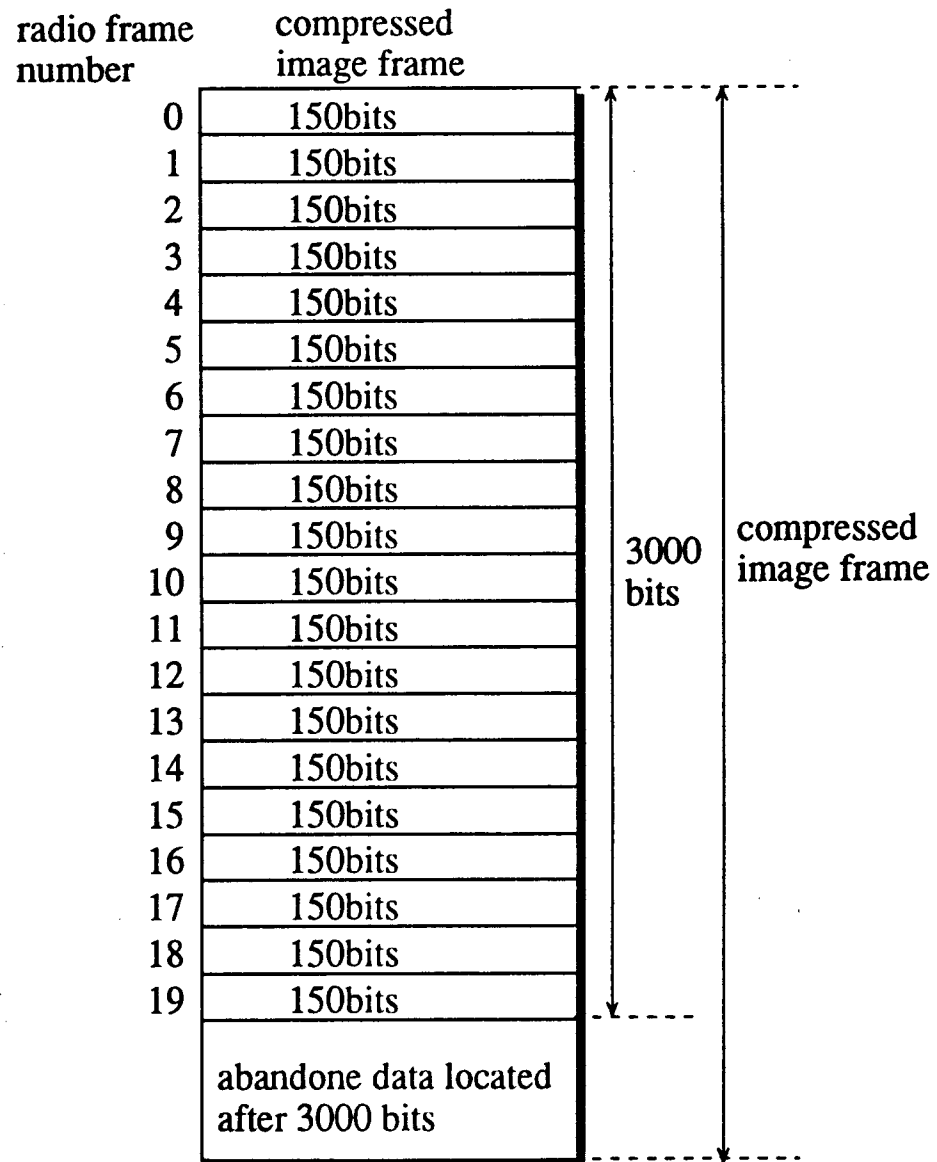 radio frame
number
compressed
image frame
0 150bits
1 150bits
2 150bits
3 150bits
4 150bits
5 150bits
6 150bits
7 150bits
8 150bits
9 150bits
10 150bits
11 150bits
12 150bits
13 150bits
14 150bits
15 150bits
16 150bits
17 150bits
18 150bits
19 150bits
abandone data located
after 3000 bits
3000
bits
compressed
image frame